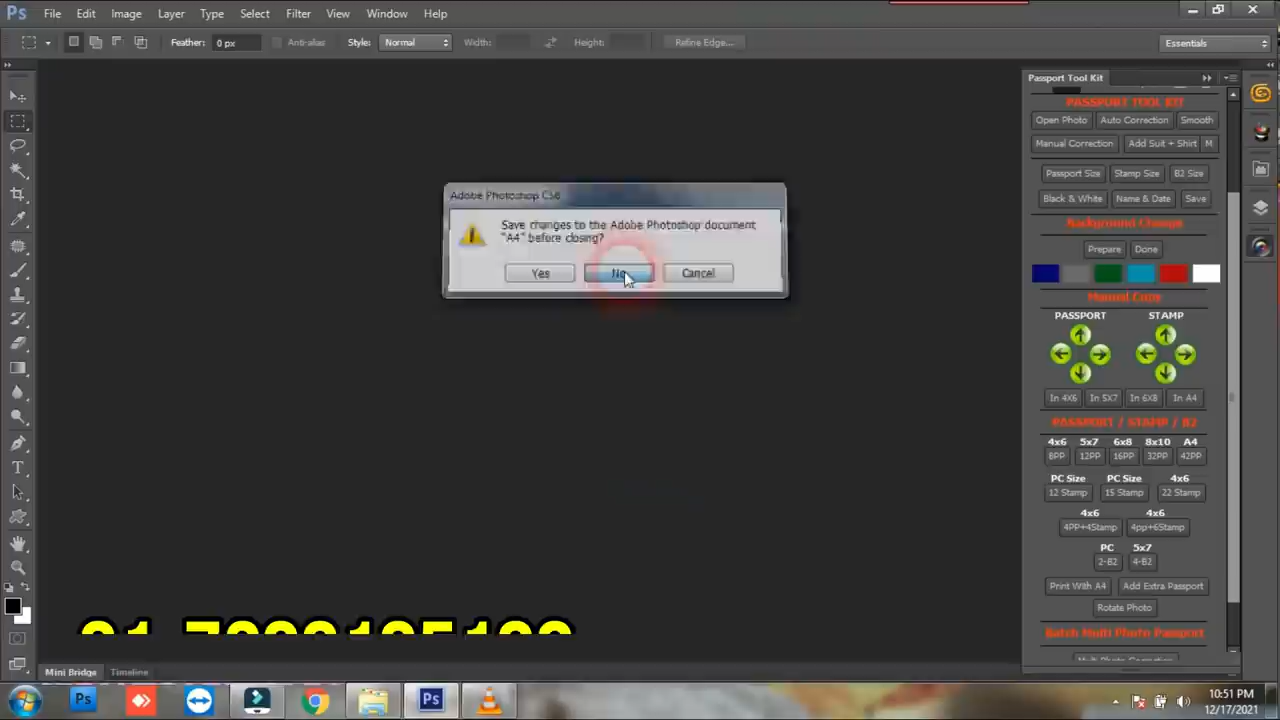 Ps File Edit Image Layer Type Select Filter View Window Help
Feather: 0 px Anti-alias Style: Normal Width: Height: Refine Edge... Essentials
Passport Tool Kit
PASSPORT TOOL KIT
Open Photo Auto Correction Smooth
Manual Correction Add Suit + Shirt M
Passport Size Stamp Size B2 Size
Black & White Name & Date Save
Background Change
Prepare Done
Manual Copy
PASSPORT STAMP
In 4X6 In 5X7 In 6X8 In A4
PASSPORT / STAMP / B2
4x6 5x7 6x8 8x10 A4
8PP 12PP 16PP 32PP 42PP
PC Size PC Size 4x6
12 Stamp 15 Stamp 22 Stamp
4x6 4x6
4PP+4Stamp 4pp+6Stamp
PC 5x7
2-B2 4-B2
Print With A4 Add Extra Passport
Rotate Photo
Batch Multi Photo Passport
Multi Photo Correction
Adobe Photoshop CS6
Save changes to the Adobe Photoshop document
"A4" before closing?
Yes No Cancel
Mini Bridge Timeline
Ps Ps
10:51 PM
12/17/2021